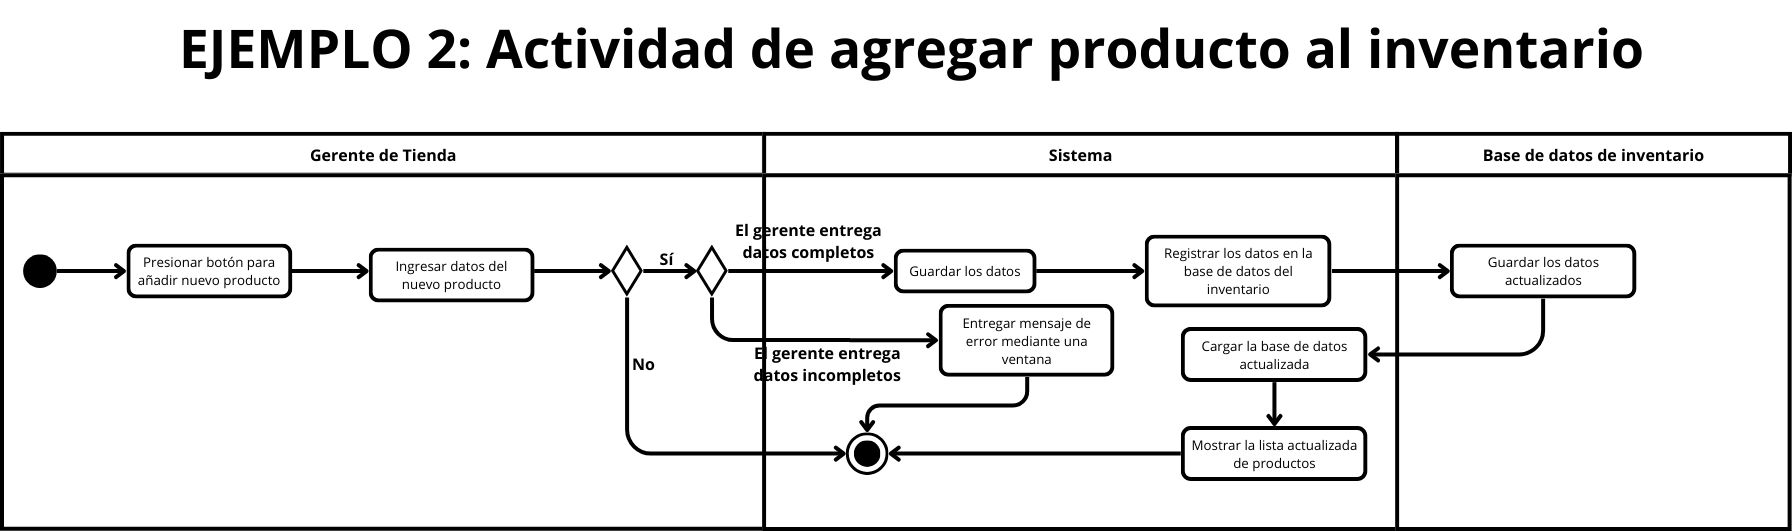 EJEMPLO 2: Actividad de agregar producto al inventario
Gerente de Tienda
Sistema
Base de datos de inventario
Presionar botón para
añadir nuevo producto
Ingresar datos del
nuevo producto
Sí
No
El gerente entrega
datos completos
El gerente entrega
datos incompletos
Guardar los datos
Registrar los datos en la
base de datos del
inventario
Guardar los datos
actualizados
Entregar mensaje de
error mediante una
ventana
Cargar la base de datos
actualizada
Mostrar la lista actualizada
de productos